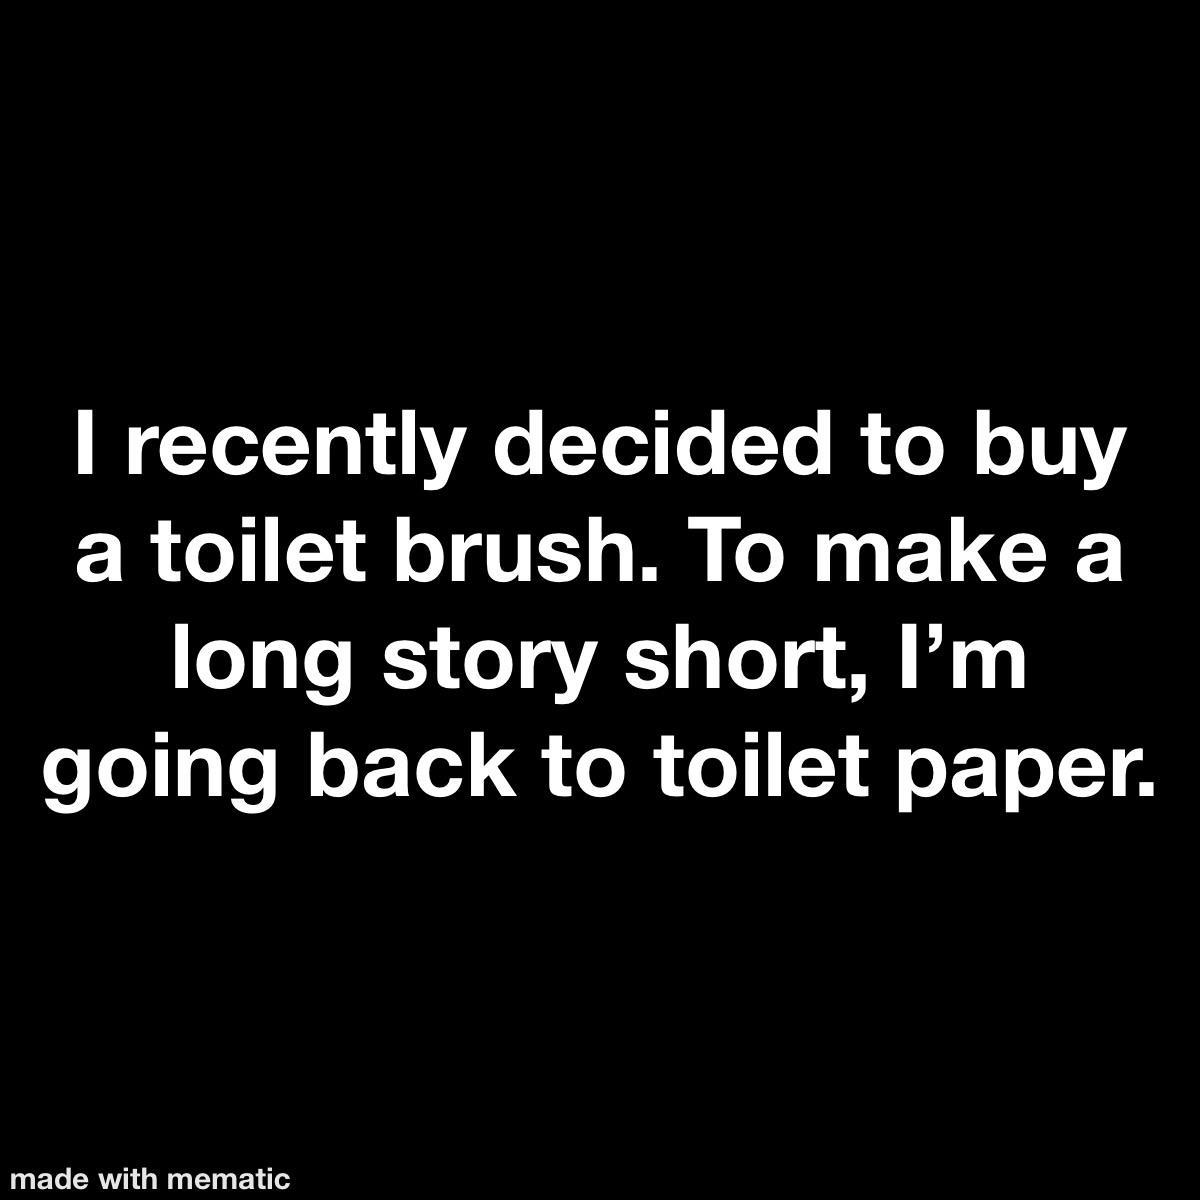 I recently decided to buy
a toilet brush. To make a
long story short, I’m
going back to toilet paper.
made with mematic